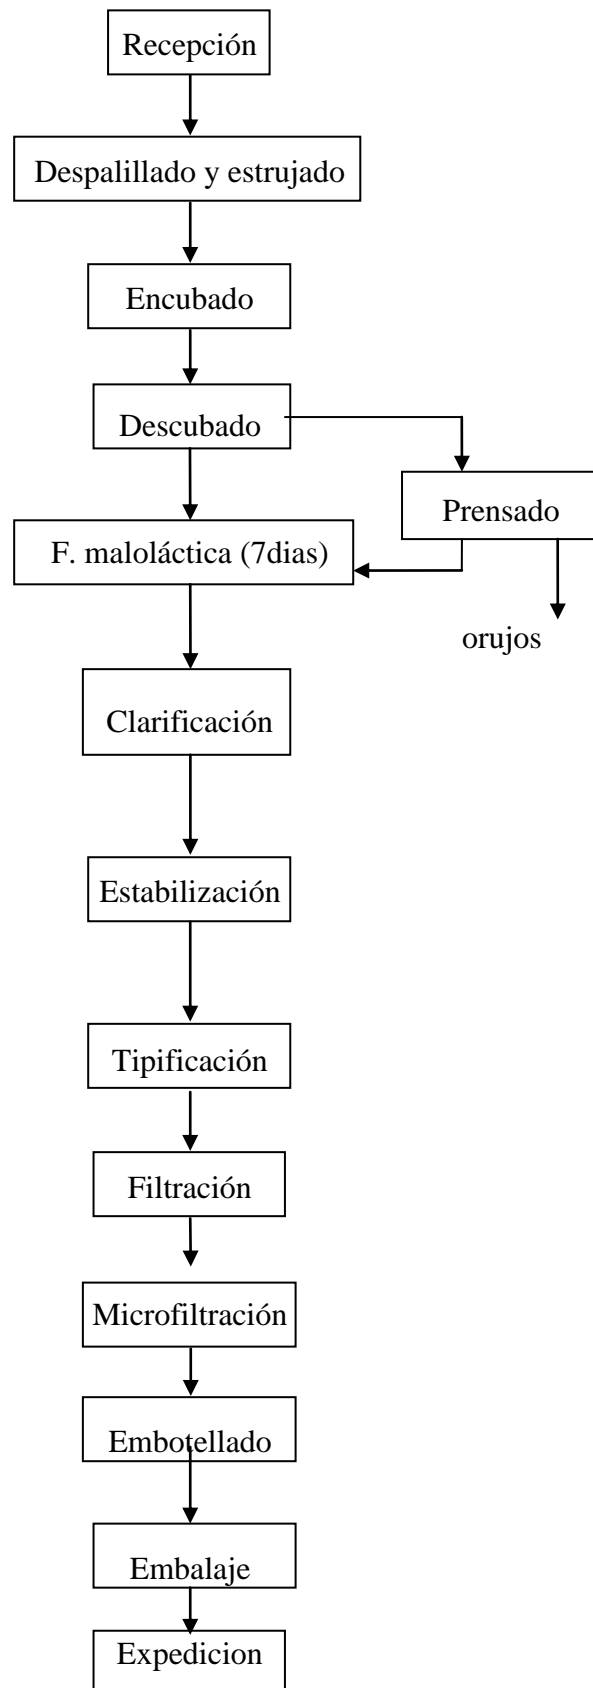 Recepción
Despalillado y estrujado
Encubado
Descubado
Prensado
F. maloláctica (7dias)
orujos
Clarificación
Estabilización
Tipificación
Filtración
Microfiltración
Embotellado
Embalaje
Expedicion